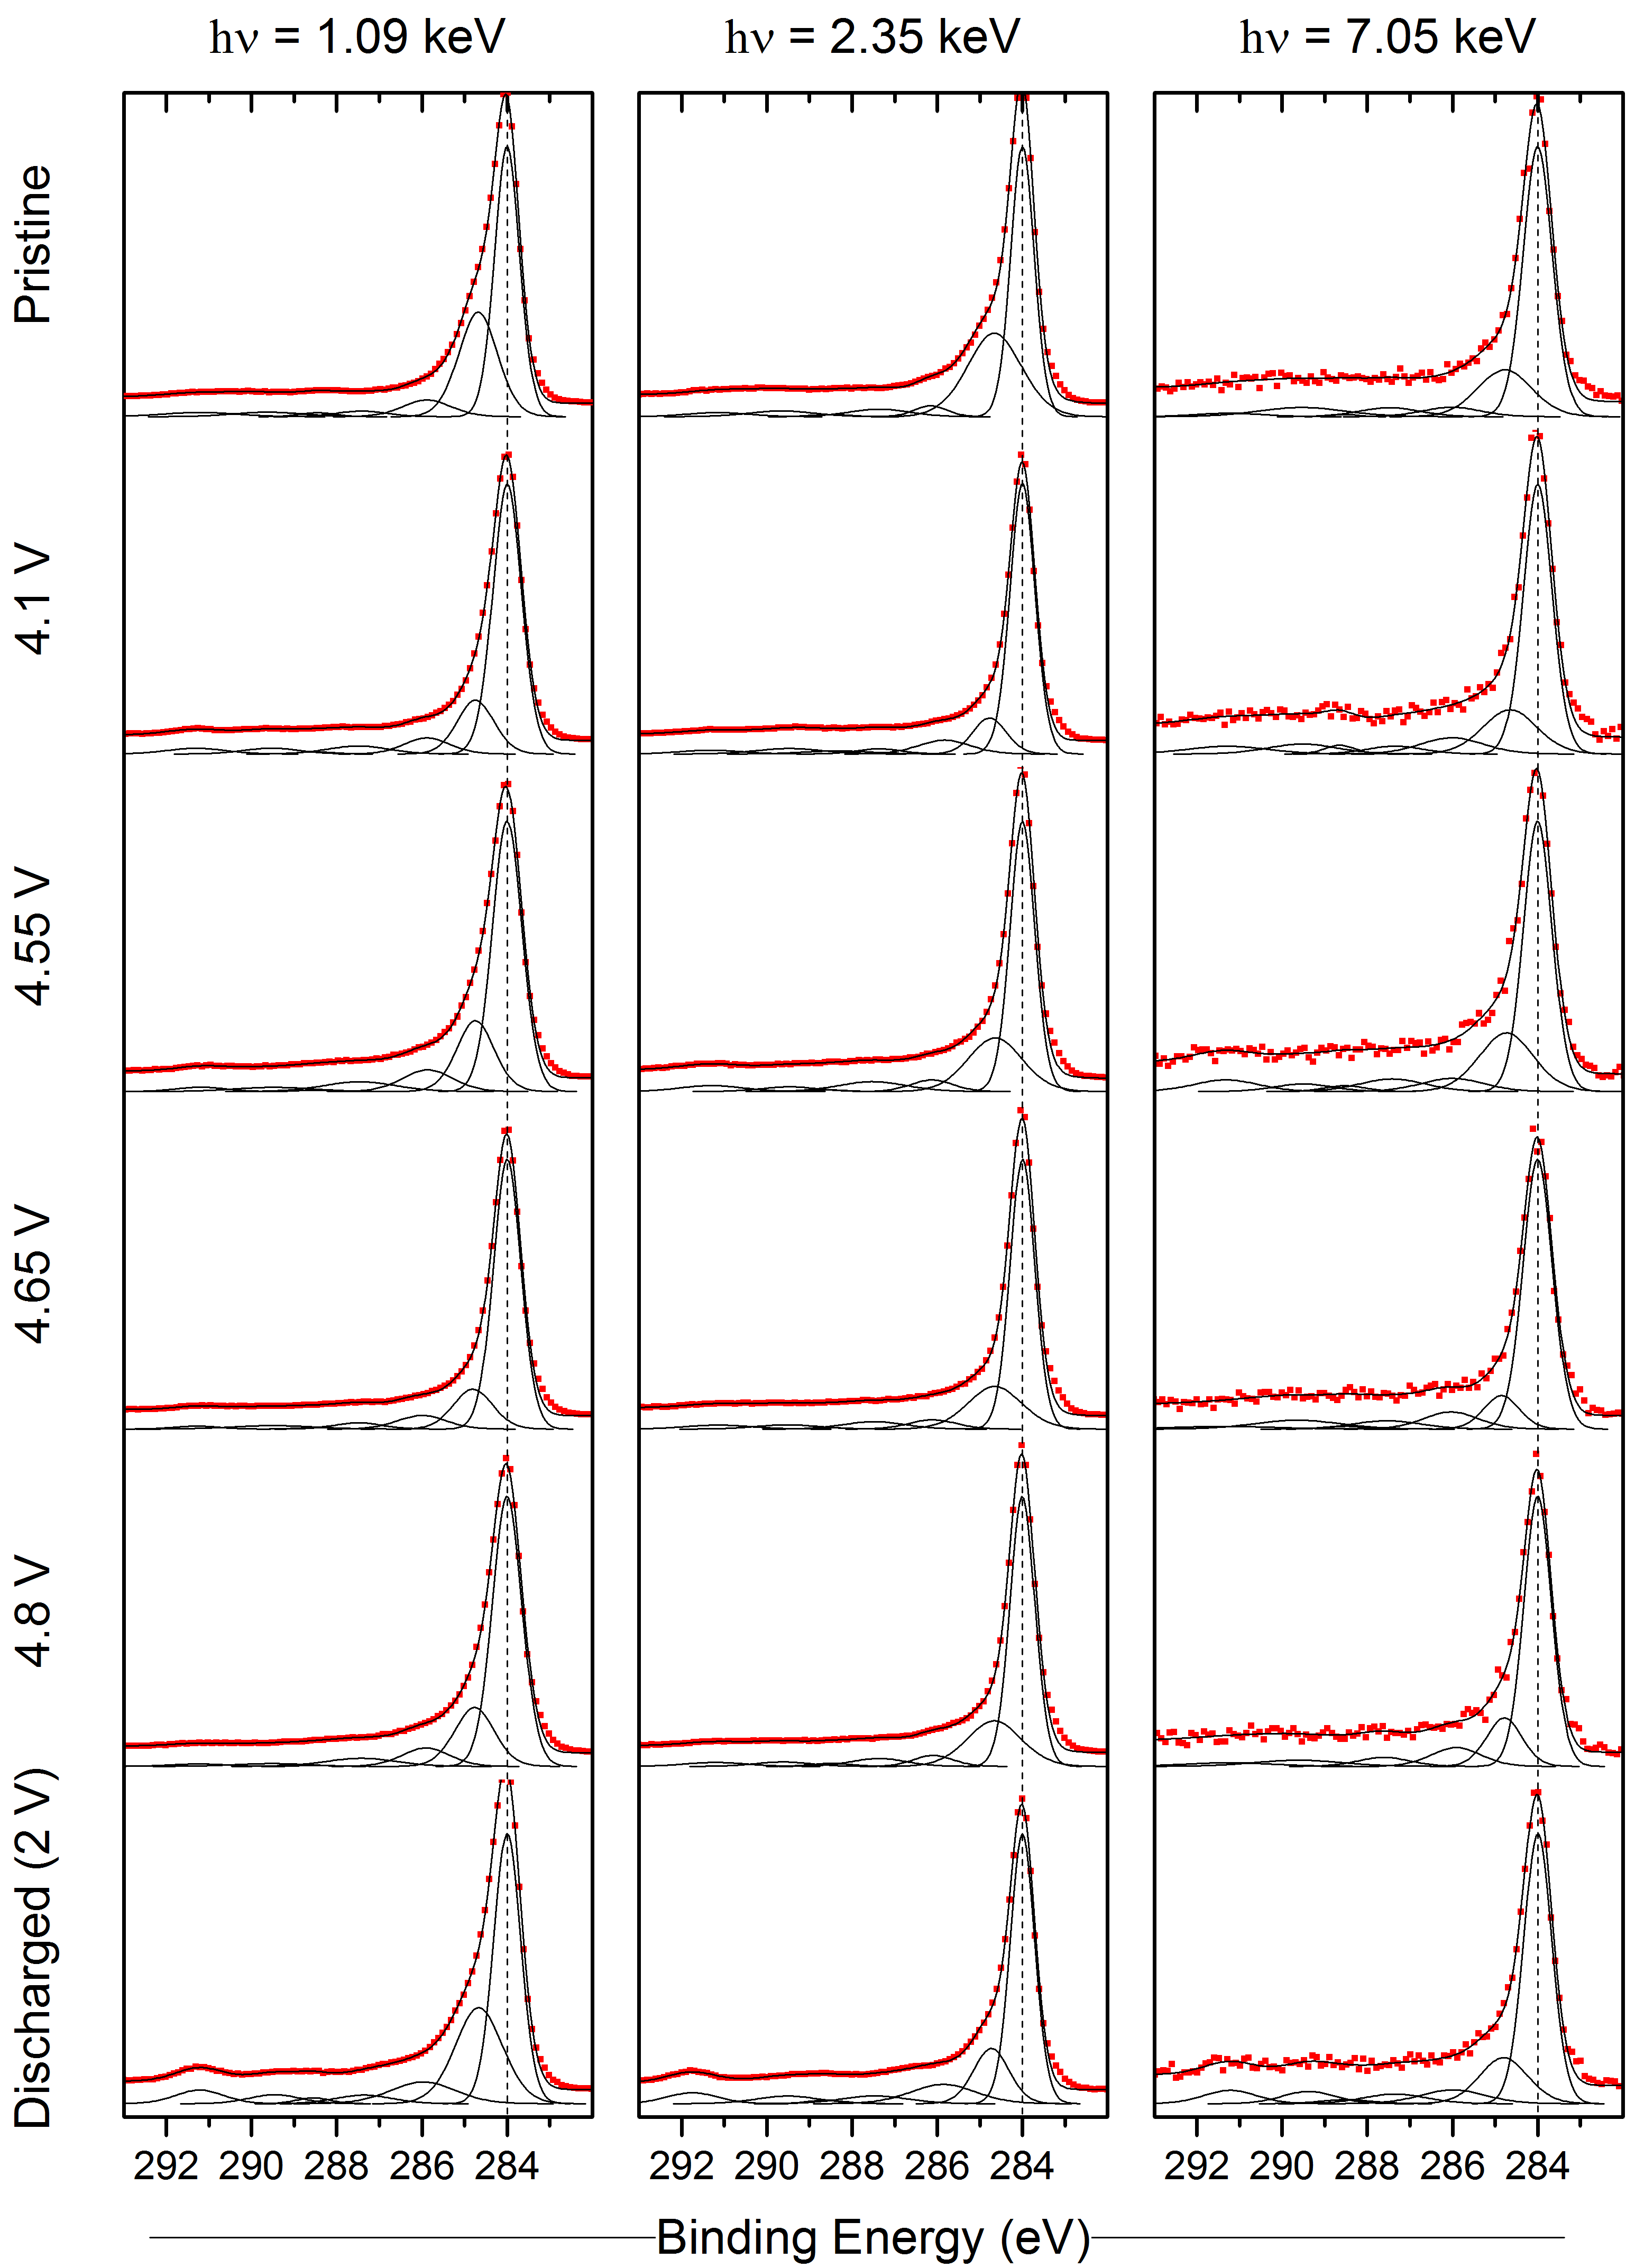 hν = 1.09 keV
hν = 2.35 keV
hν = 7.05 keV
Pristine
4.1 V
4.55 V
4.65 V
4.8 V
Discharged (2 V)
292 290 288 286 284
292 290 288 286 284
292 290 288 286 284
Binding Energy (eV)